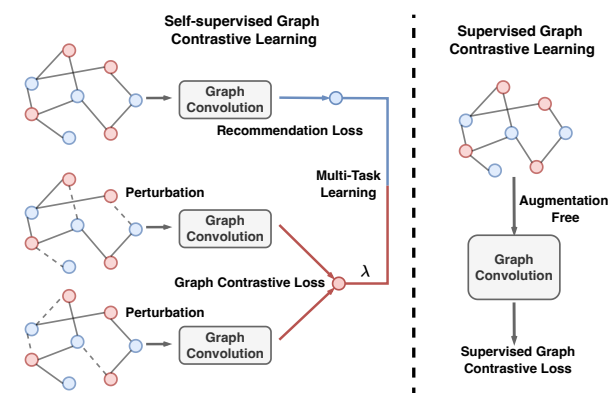 Self-supervised Graph
Contrastive Learning
Graph
Convolution
Recommendation Loss
Multi-Task
Learning
Perturbation
Graph
Convolution
Graph Contrastive Loss
λ
Perturbation
Graph
Convolution
Supervised Graph
Contrastive Learning
Augmentation
Free
Graph
Convolution
Supervised Graph
Contrastive Loss